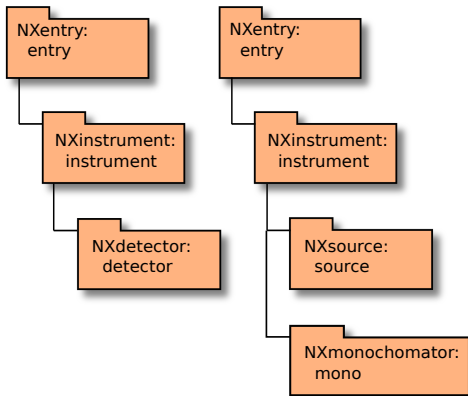 NXentry:
entry
NXinstrument:
instrument
NXdetector:
detector
NXentry:
entry
NXinstrument:
instrument
NXsource:
source
NXmonochomator:
mono